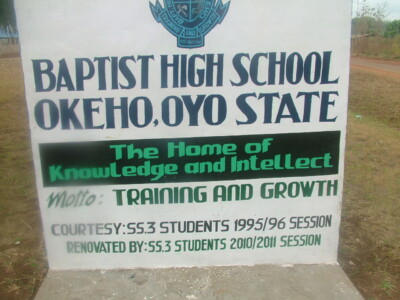 BAPTIST HIGH SCHOOL
OKEHO, OYO STATE
The Home of
Knowledge and Intellect
Motto: TRAINING AND GROWTH
COURTESY: SS.3 STUDENTS 1995/96 SESSION
RENOVATED BY: SS.3 STUDENTS 2010/2011 SESSION